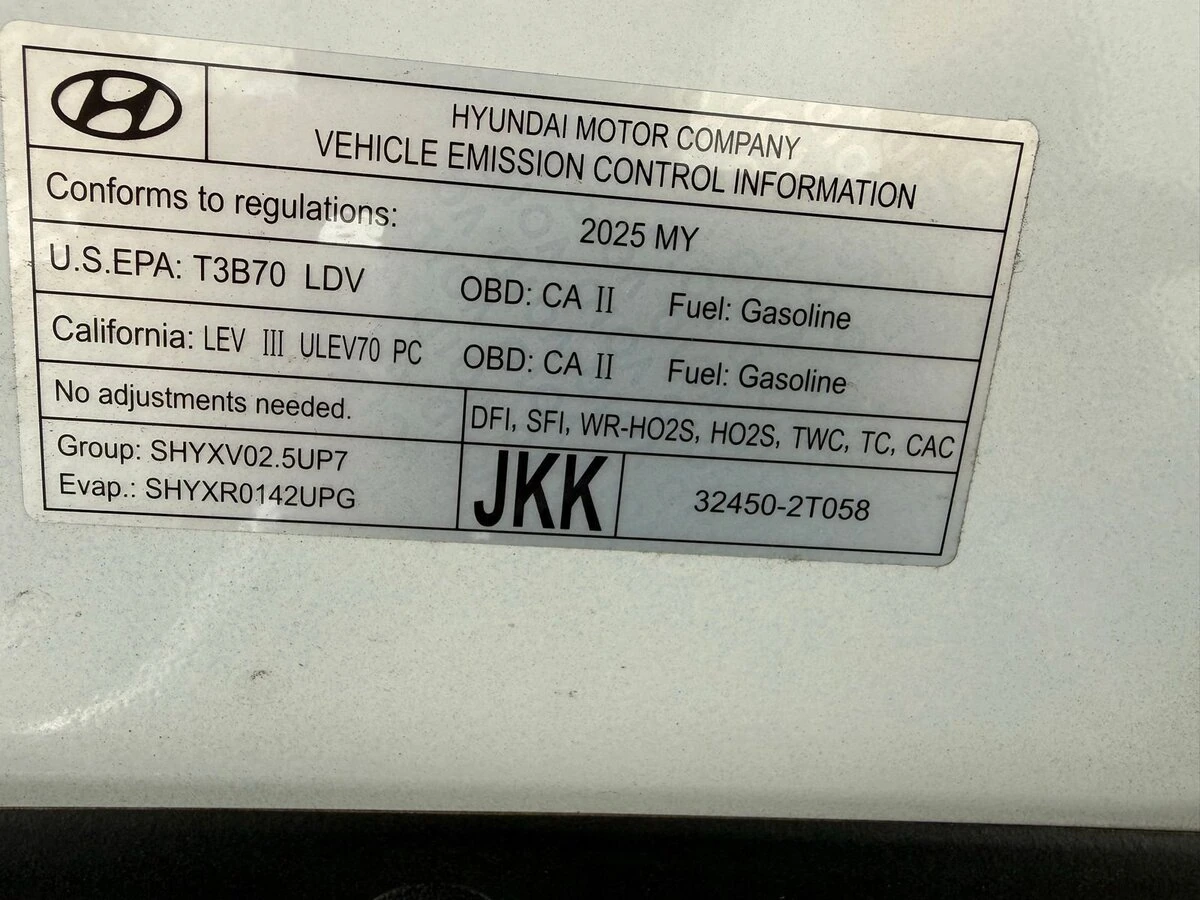 HYUNDAI MOTOR COMPANY
VEHICLE EMISSION CONTROL INFORMATION
Conforms to regulations: 2025 MY
U.S.EPA: T3B70 LDV OBD: CA II Fuel: Gasoline
California: LEV III ULEV70 PC OBD: CA II Fuel: Gasoline
No adjustments needed. DFI, SFI, WR-HO2S, HO2S, TWC, TC, CAC
Group: SHYXV02.5UP7
Evap.: SHYXR0142UPG
JKK
32450-2T058